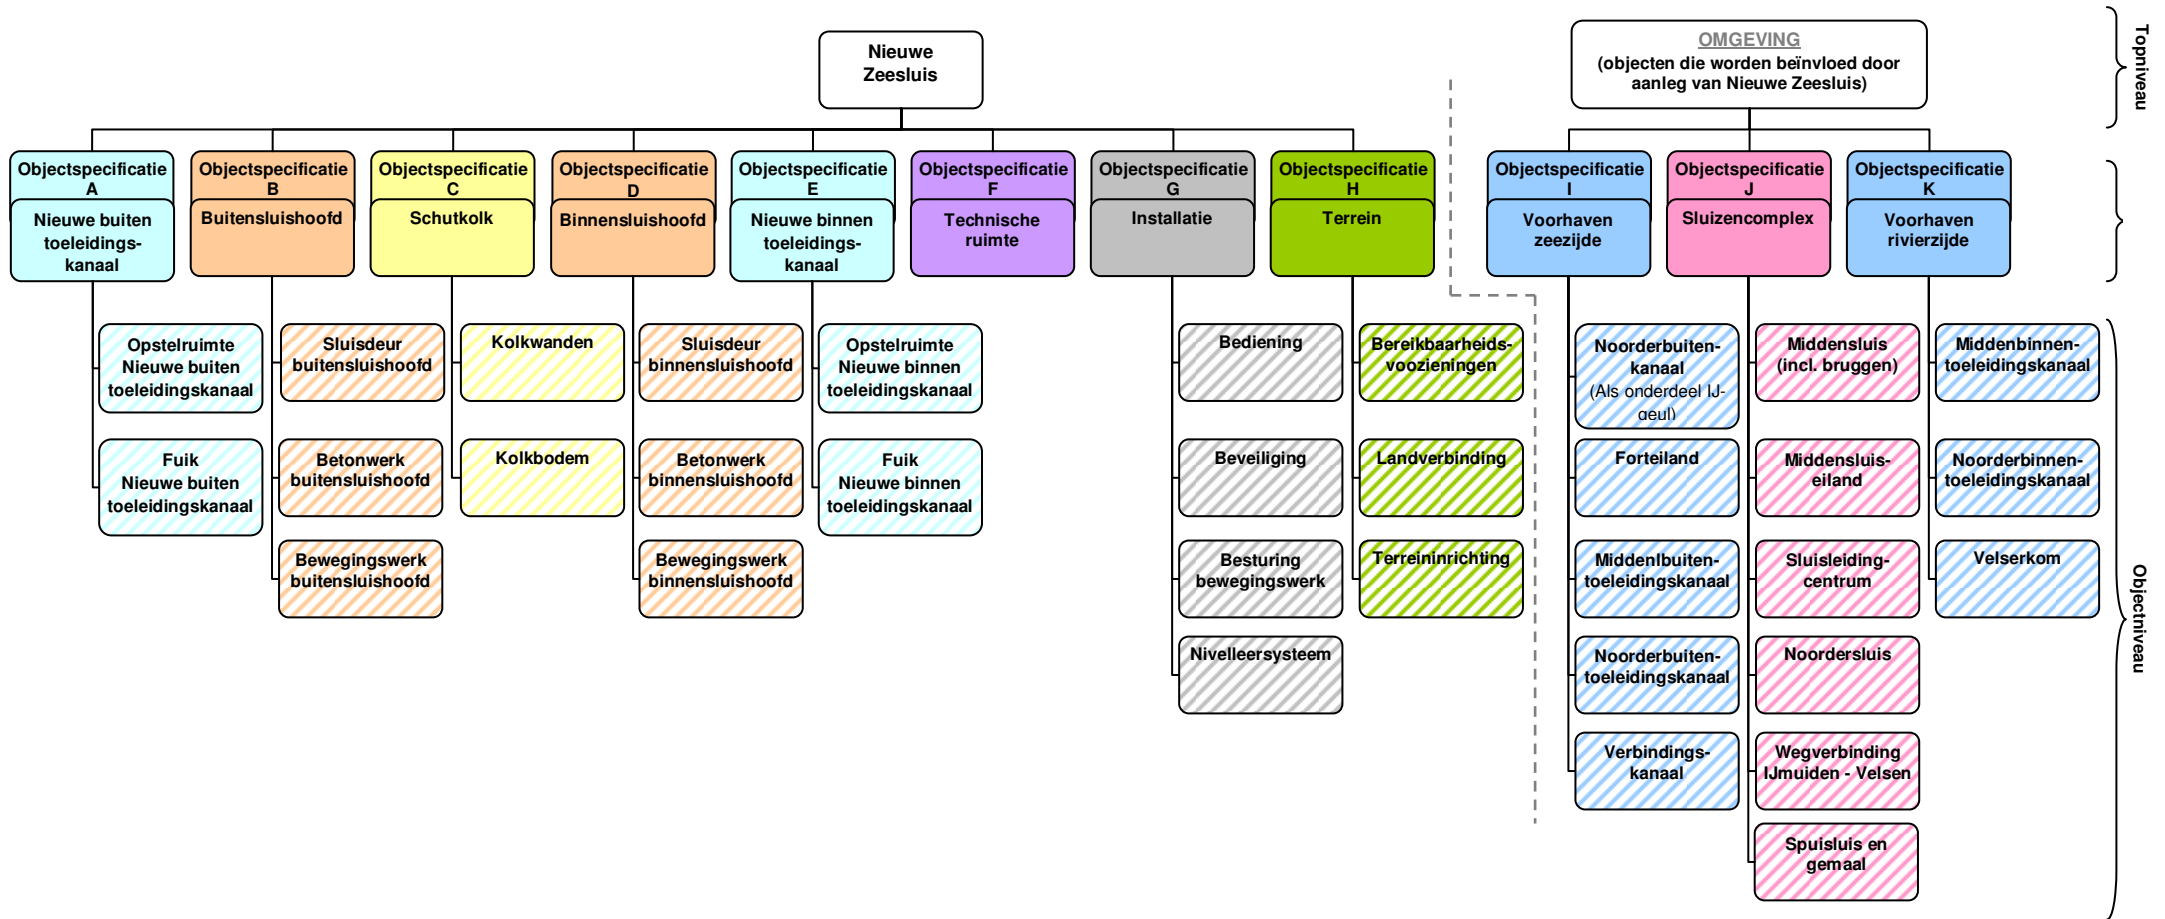 Nieuwe
Zeesluis
OMGEVING
(objecten die worden beïnvloed door
aanleg van Nieuwe Zeesluis)
Topniveau
Objectspecificatie
A
Nieuwe buiten
toeleidings-
kanaal
Objectspecificatie
B
Buitensluishoofd
Objectspecificatie
C
Schutkolk
Objectspecificatie
D
Binnensluishoofd
Objectspecificatie
E
Nieuwe binnen
toeleidings-
kanaal
Objectspecificatie
F
Technische
ruimte
Objectspecificatie
G
Installatie
Objectspecificatie
H
Terrein
Objectspecificatie
I
Voorhaven
zeezijde
Objectspecificatie
J
Sluizencomplex
Objectspecificatie
K
Voorhaven
rivierzijde
Opstelruimte
Nieuwe buiten
toeleidingskanaal
Fuik
Nieuwe buiten
toeleidingskanaal
Sluisdeur
buitensluishoofd
Betonwerk
buitensluishoofd
Bewegingswerk
buitensluishoofd
Kolkwanden
Kolkbodem
Sluisdeur
binnensluishoofd
Betonwerk
binnensluishoofd
Bewegingswerk
binnensluishoofd
Opstelruimte
Nieuwe binnen
toeleidingskanaal
Fuik
Nieuwe binnen
toeleidingskanaal
Bediening
Beveiliging
Besturing
bewegingswerk
Nivelleersysteem
Bereikbaarheids-
voozieningen
Landverbinding
Terreininrichting
Noorderbuiten-
kanaal
(Als onderdeel IJ-
geul)
Forteiland
Middenlbuiten-
toeleidingskanaal
Noorderbuiten-
toeleidingskanaal
Verbindings-
kanaal
Middensluis
(incl. bruggen)
Middensluis-
eiland
Sluisleiding-
centrum
Noordersluis
Wegverbinding
IJmuiden - Velsen
Spuisluis en
gemaal
Middenbinnen-
toeleidingskanaal
Noorderbinnen-
toeleidingskanaal
Velserkom
Objectniveau